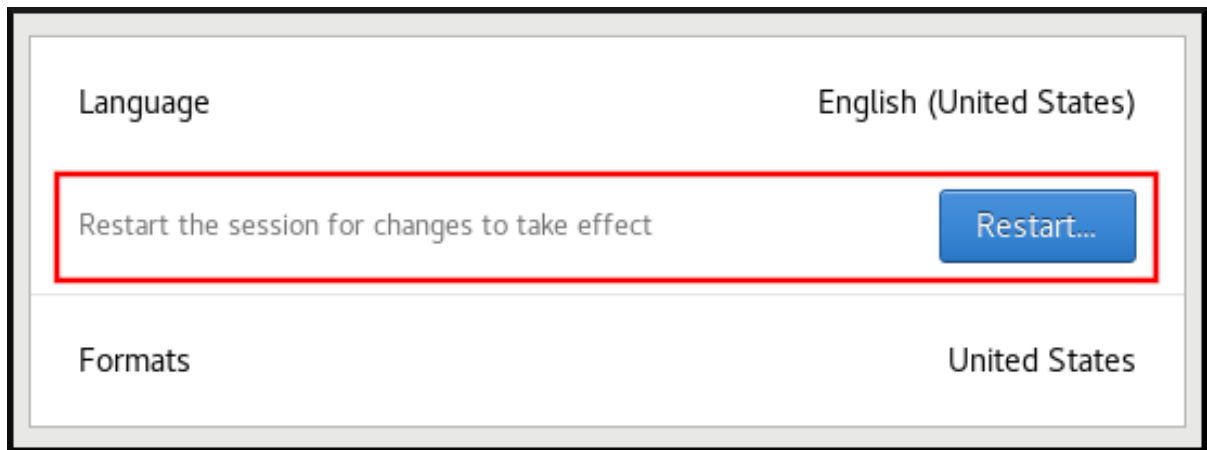 Language English (United States)
Restart the session for changes to take effect Restart...
Formats United States